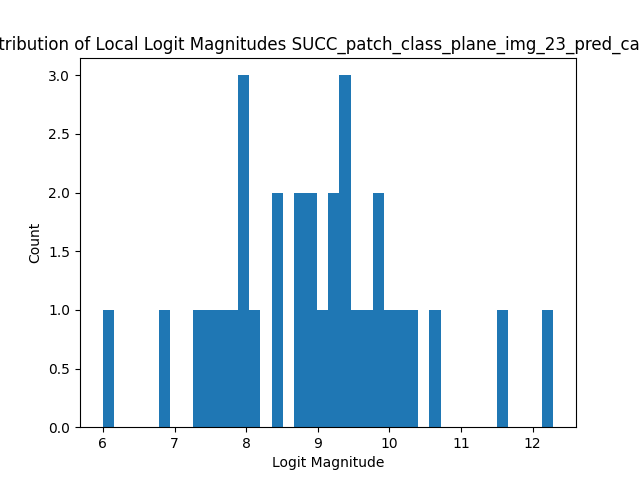 tribution of Local Logit Magnitudes SUCC_patch_class_plane_img_23_pred_ca
3.0
2.5
2.0
1.5
1.0
0.5
0.0
Count
6 7 8 9 10 11 12
Logit Magnitude